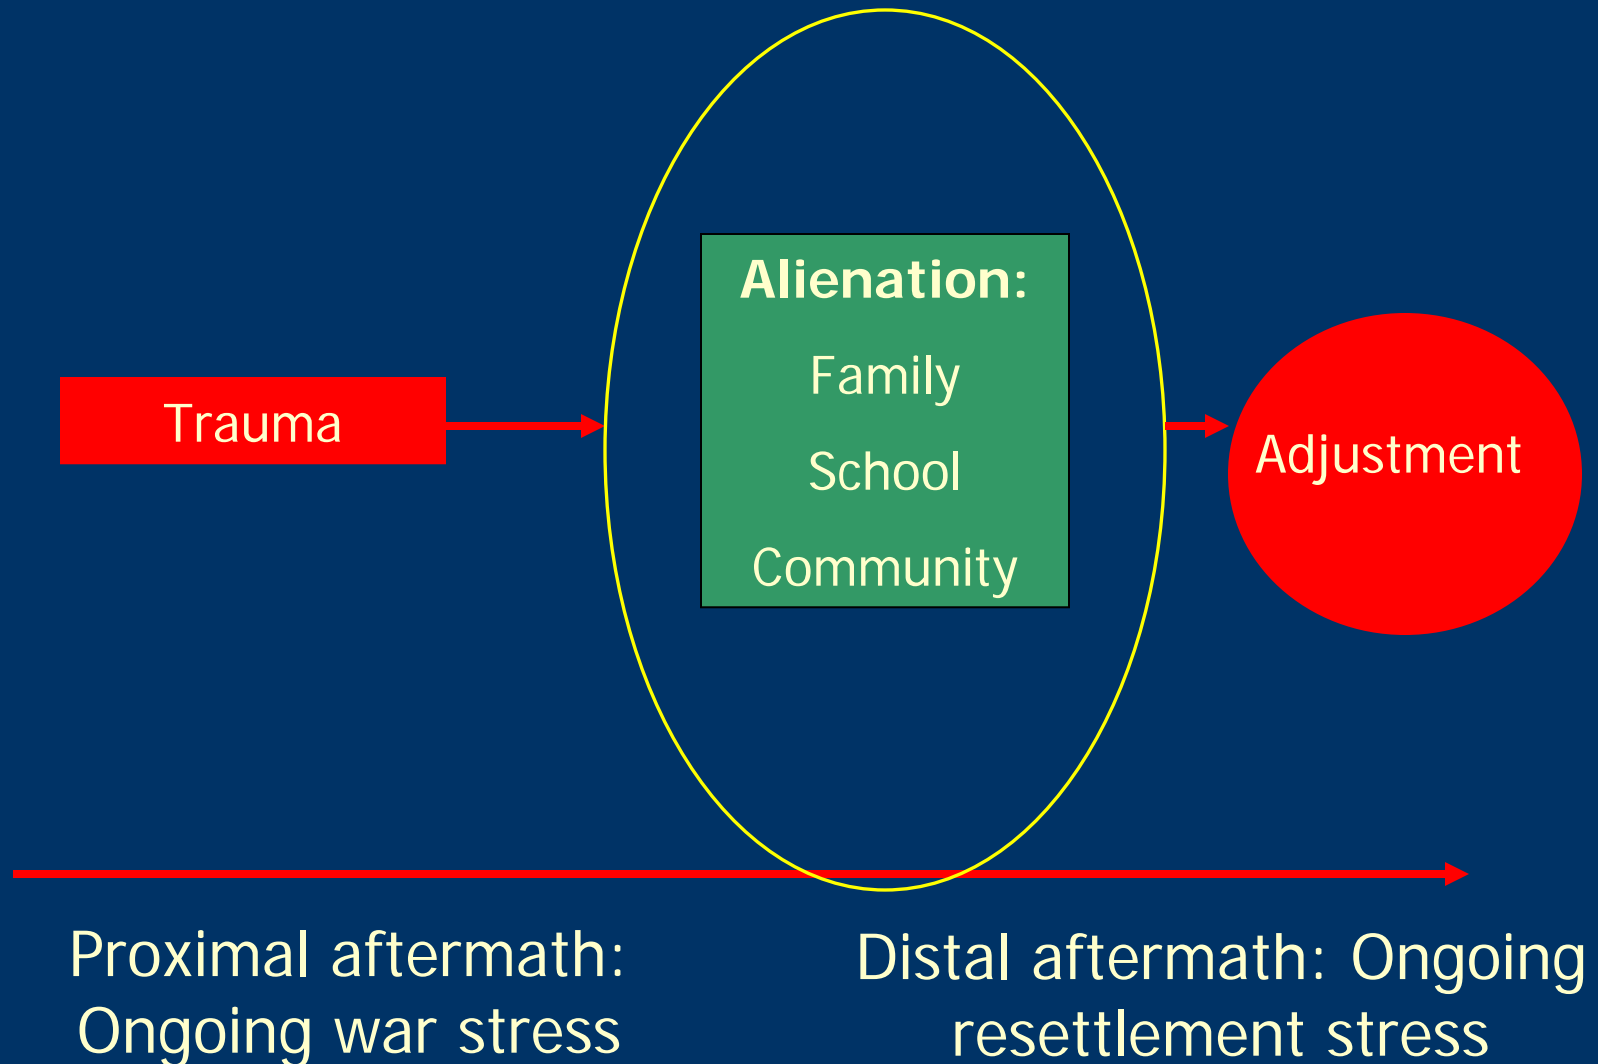 Alienation:
Family
School
Community
Trauma
Adjustment
Proximal aftermath:
Ongoing war stress
Distal aftermath: Ongoing
resettlement stress